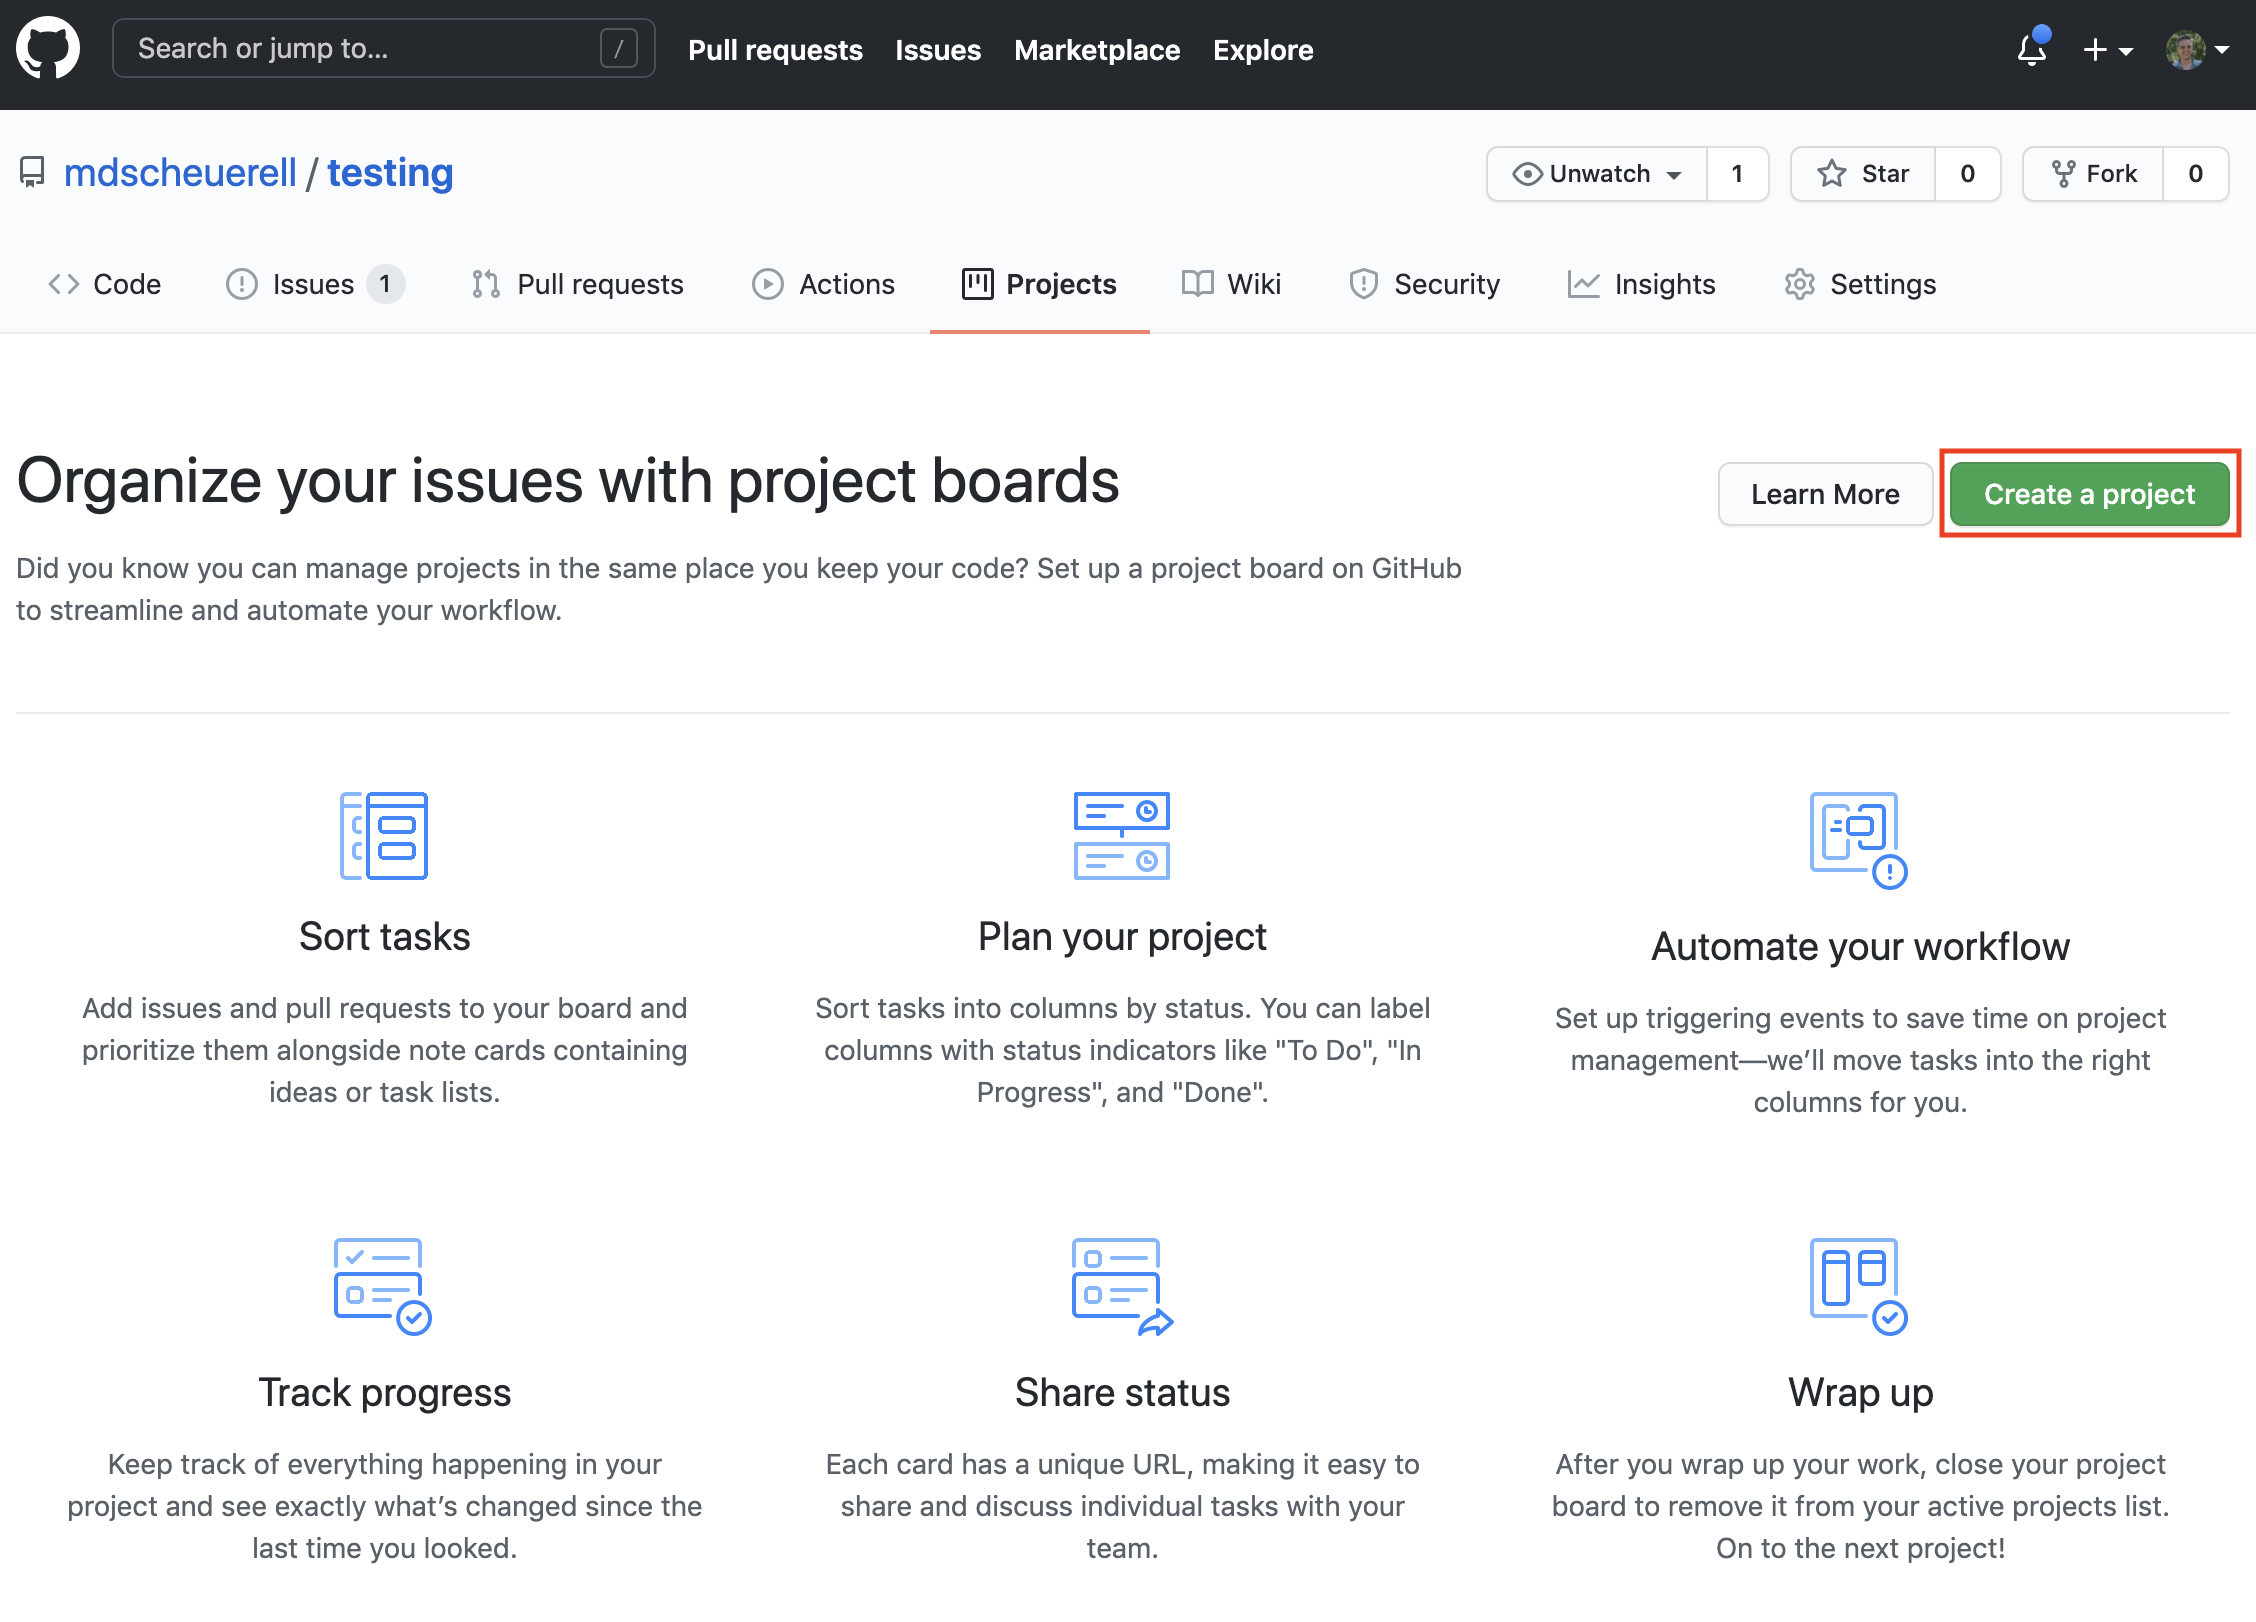 Search or jump to... /
Pull requests Issues Marketplace Explore
mdscheuerell / testing
Unwatch 1 Star 0 Fork 0
Code Issues 1 Pull requests Actions Projects Wiki Security Insights Settings
Organize your issues with project boards
Learn More Create a project
Did you know you can manage projects in the same place you keep your code? Set up a project board on GitHub
to streamline and automate your workflow.
Sort tasks
Add issues and pull requests to your board and
prioritize them alongside note cards containing
ideas or task lists.
Plan your project
Sort tasks into columns by status. You can label
columns with status indicators like "To Do", "In
Progress", and "Done".
Automate your workflow
Set up triggering events to save time on project
management—we’ll move tasks into the right
columns for you.
Track progress
Keep track of everything happening in your
project and see exactly what’s changed since the
last time you looked.
Share status
Each card has a unique URL, making it easy to
share and discuss individual tasks with your
team.
Wrap up
After you wrap up your work, close your project
board to remove it from your active projects list.
On to the next project!